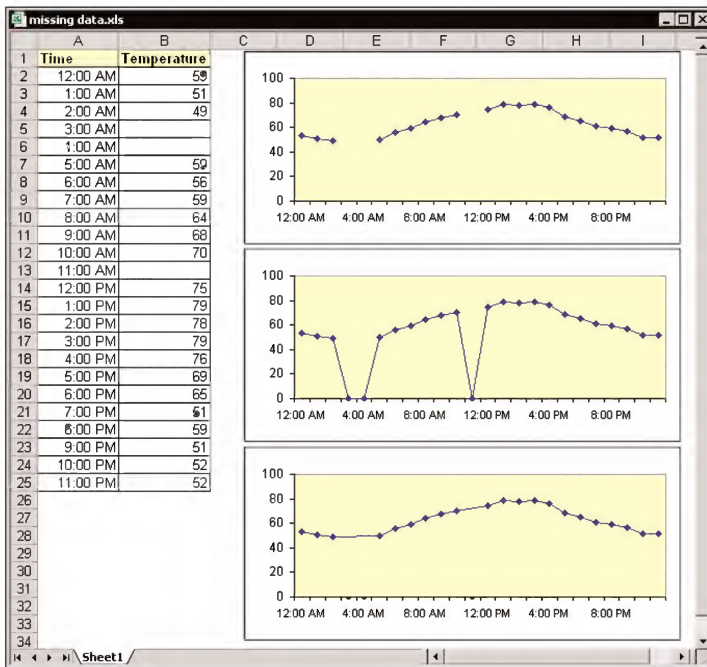 missing data.xls
A B C D E F G H I
1 Time Temperature
2 12:00 AM
3 1:00 AM 51
4 2:00 AM 49
5 3:00 AM
6 1:00 AM
7 5:00 AM
8 6:00 AM 56
9 7:00 AM 59
10 8:00 AM 64
11 9:00 AM 68
12 10:00 AM 70
13 11:00 AM
14 12:00 PM 75
15 1:00 PM 79
16 2:00 PM 78
17 3:00 PM 79
18 4:00 PM 76
19 5:00 PM 69
20 6:00 PM 65
21 7:00 PM
22 PM 59
23 9:00 PM 51
24 10:00 PM 52
25 11:00 PM 52
26
27
28
29
30
31
32
33
34
100
80
60
40
20
0
12:00 AM 4:00 AM 8:00 AM 12:00 PM 4:00 PM 8:00 PM
100
80
60
40
20
0
12:00 AM 4:00 AM 8:00 AM 12:00 PM 4:00 PM 8:00 PM
100
80
60
40
20
0
12:00 AM 4:00 AM 8:00 AM 12:00 PM 4:00 PM 8:00 PM
Sheet1